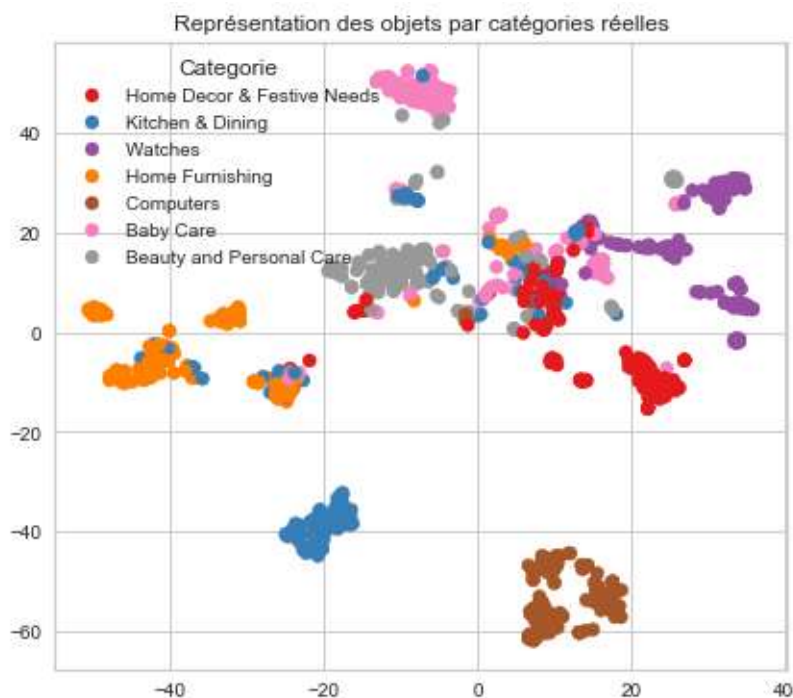 Représentation des objets par catégories réelles
Categorie
Home Decor & Festive Needs
Kitchen & Dining
Watches
Home Furnishing
Computers
Baby Care
Beauty and Personal Care
40
20
0
−20
−40
−60
−40 −20 0 20 40